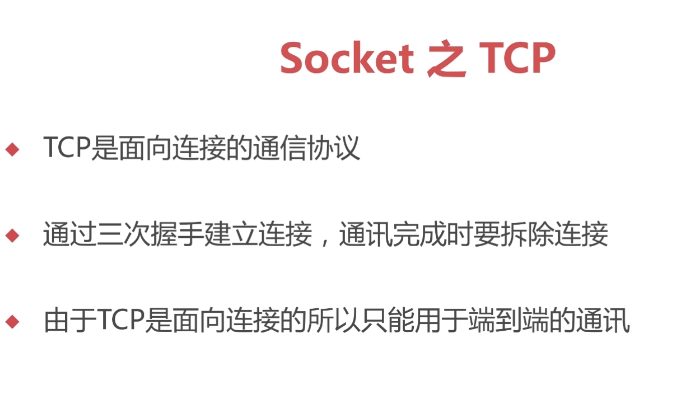 Socket 之 TCP
TCP是面向连接的通信协议
通过三次握手建立连接，通讯完成时要拆除连接
由于TCP是面向连接的所以只能用于端到端的通讯